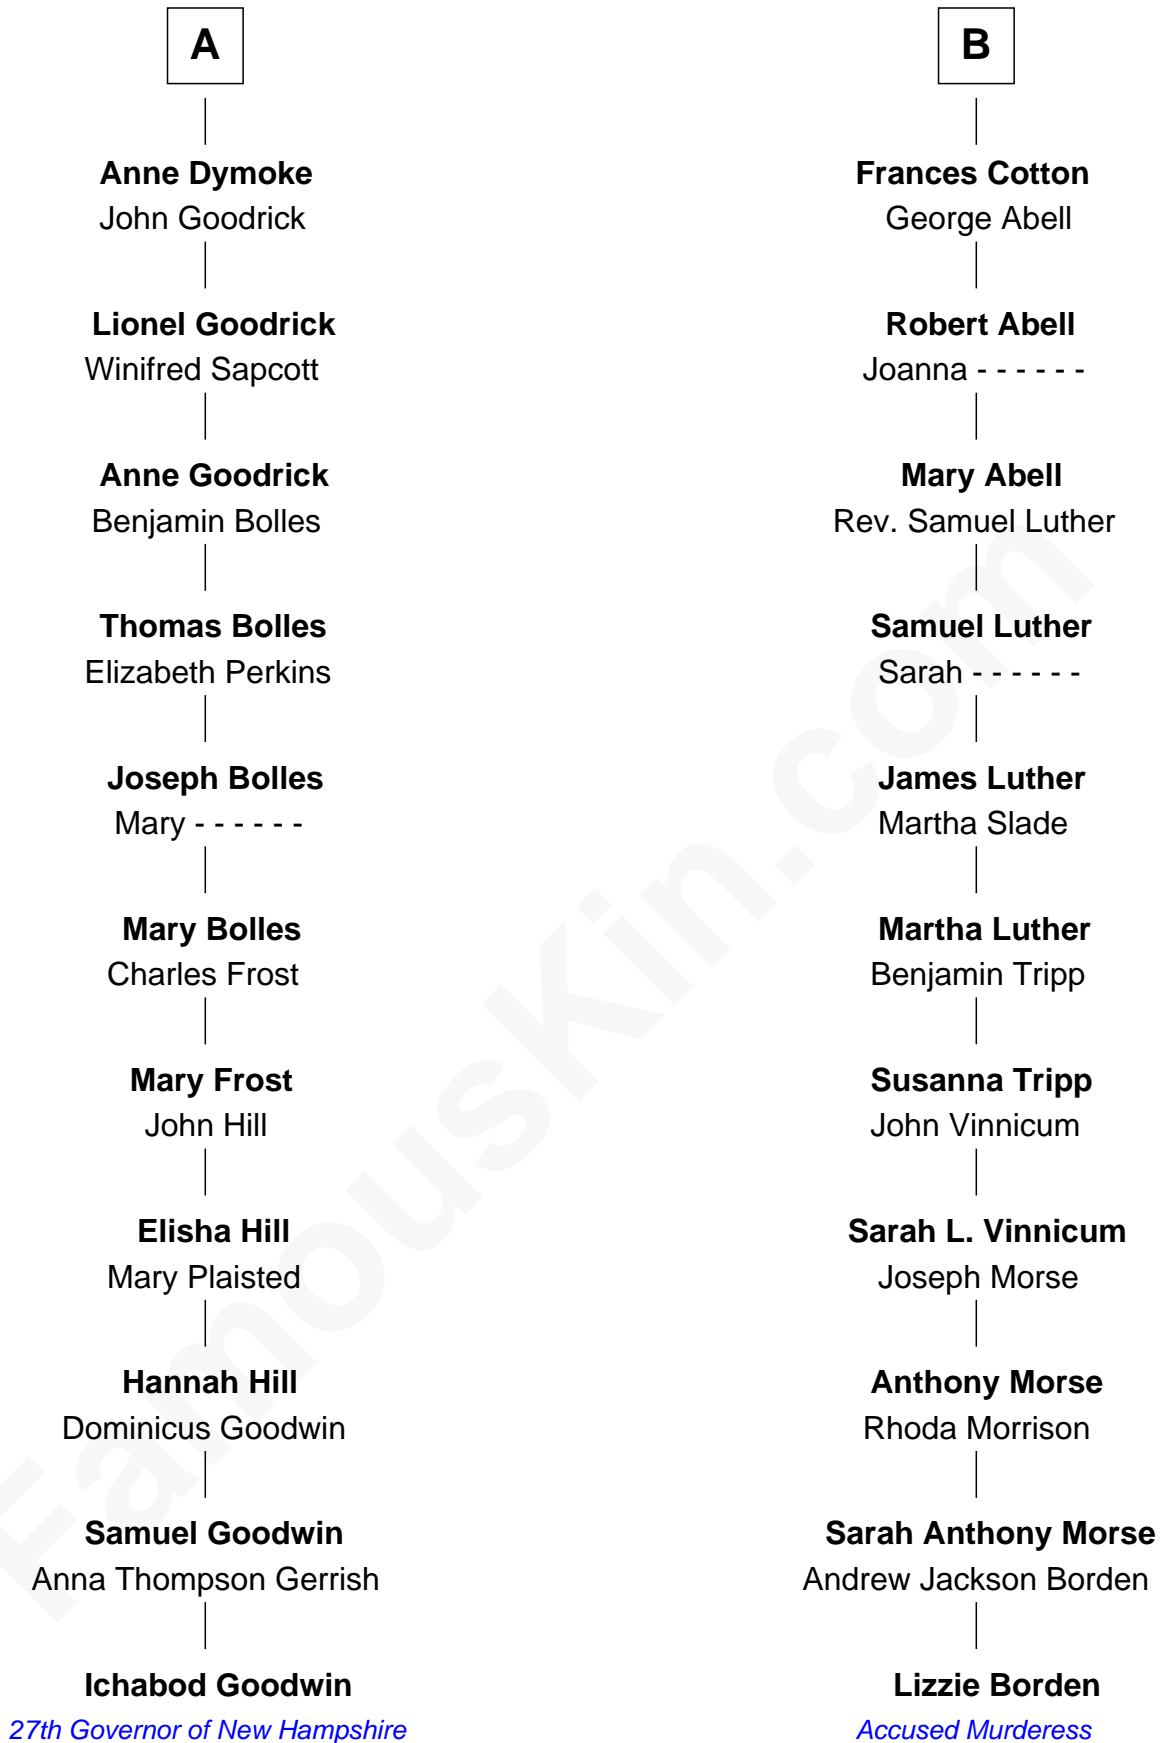 A
Anne Dymoke
John Goodrick
Lionel Goodrick
Winifred Sapcott
Anne Goodrick
Benjamin Bolles
Thomas Bolles
Elizabeth Perkins
Joseph Bolles
Mary - - - - - -
Mary Bolles
Charles Frost
Mary Frost
John Hill
Elisha Hill
Mary Plaisted
Hannah Hill
Dominicus Goodwin
Samuel Goodwin
Anna Thompson Gerrish
Ichabod Goodwin
27th Governor of New Hampshire
B
Frances Cotton
George Abell
Robert Abell
Joanna - - - - - -
Mary Abell
Rev. Samuel Luther
Samuel Luther
Sarah - - - - - -
James Luther
Martha Slade
Martha Luther
Benjamin Tripp
Susanna Tripp
John Vinnicum
Sarah L. Vinnicum
Joseph Morse
Anthony Morse
Rhoda Morrison
Sarah Anthony Morse
Andrew Jackson Borden
Lizzie Borden
Accused Murderess
FamousKin.com